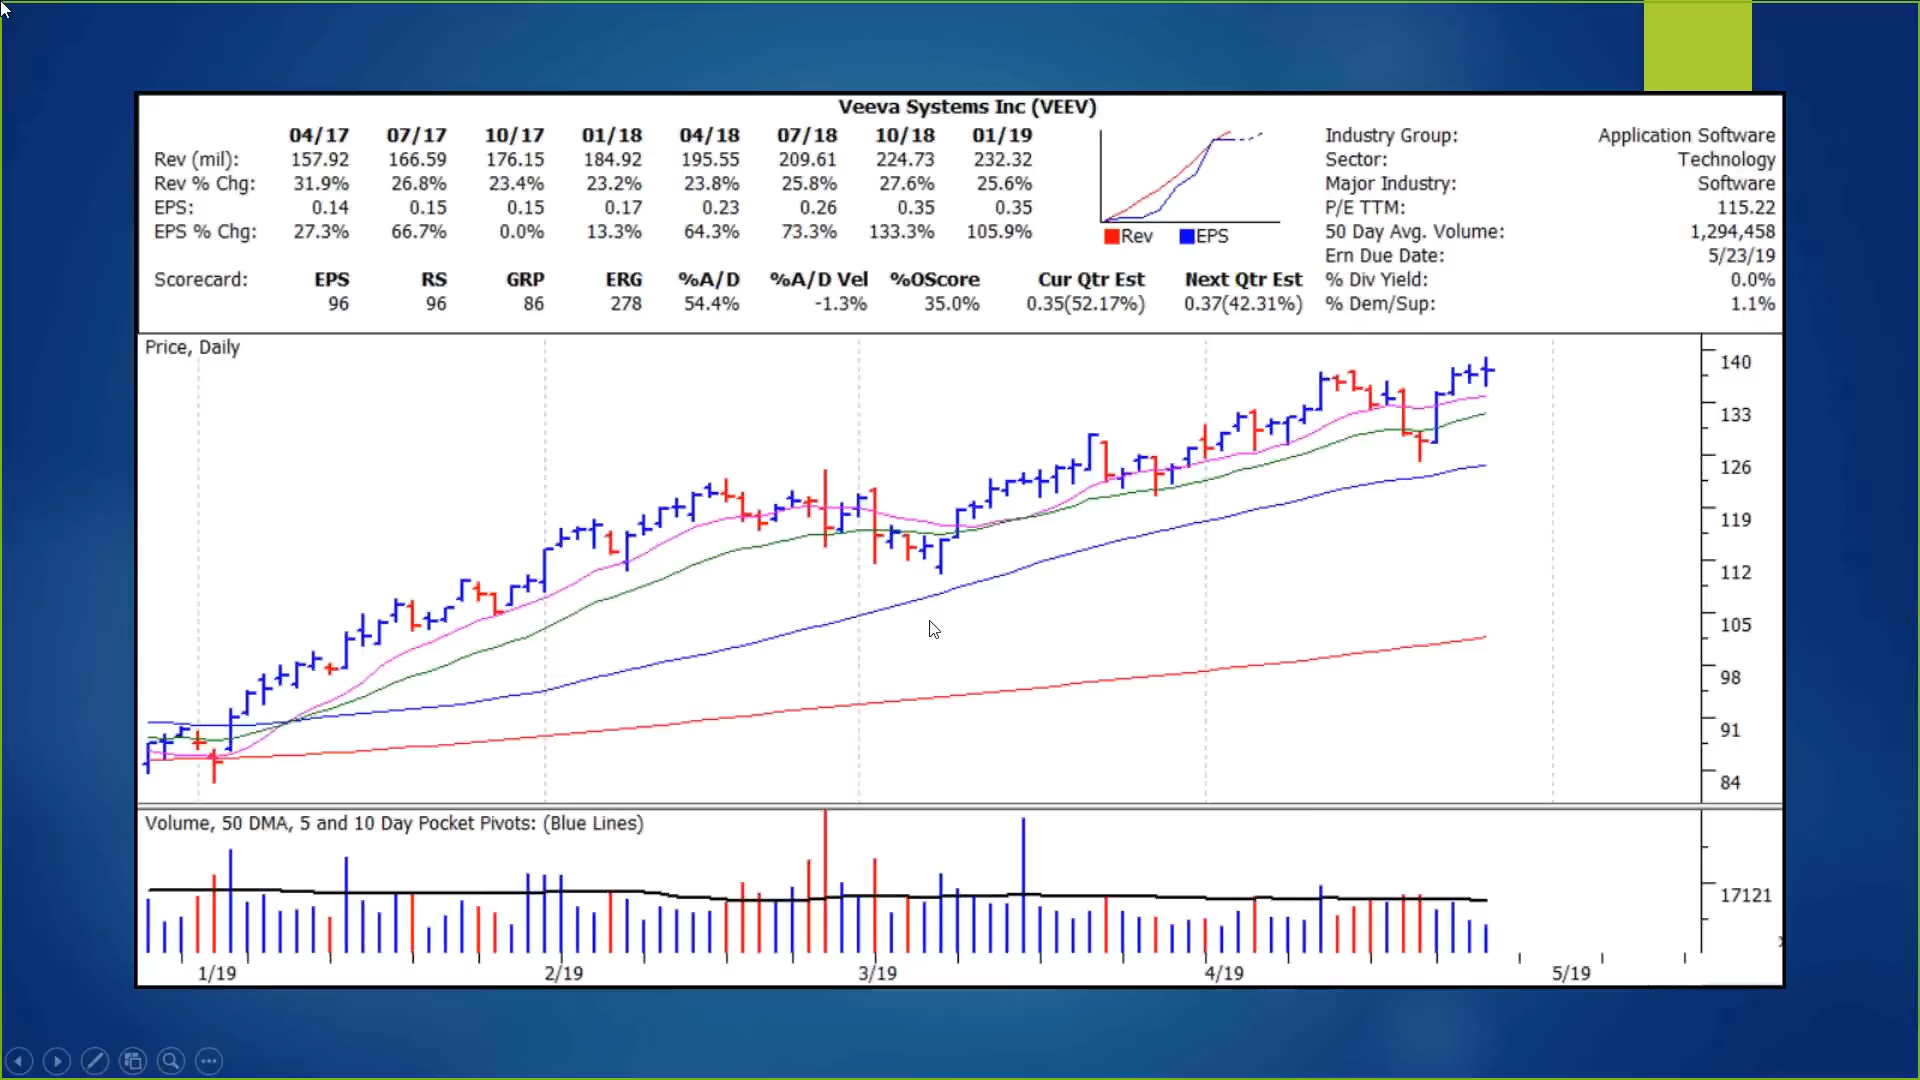 Veeva Systems Inc (VEEV)
04/17 07/17 10/17 01/18 04/18 07/18 10/18 01/19
Rev (mil): 157.92 166.59 176.15 184.92 195.55 209.61 224.73 232.32
Rev % Chg: 31.9% 26.8% 23.4% 23.2% 23.8% 25.8% 27.6% 25.6%
EPS: 0.14 0.15 0.15 0.17 0.23 0.26 0.35 0.35
EPS % Chg: 27.3% 66.7% 0.0% 13.3% 64.3% 73.3% 133.3% 105.9%
Rev EPS
Scorecard: EPS RS GRP ERG %A/D %A/D Vel %OScore Cur Qtr Est Next Qtr Est
96 96 86 278 54.4% -1.3% 35.0% 0.35(52.17%) 0.37(42.31%)
Industry Group: Application Software
Sector: Technology
Major Industry: Software
P/E TTM: 115.22
50 Day Avg. Volume: 1,294,458
Ern Due Date: 5/23/19
% Div Yield: 0.0%
% Dem/Sup: 1.1%
Price, Daily
140
133
126
119
112
105
98
91
84
Volume, 50 DMA, 5 and 10 Day Pocket Pivots: (Blue Lines)
17121
1/19 2/19 3/19 4/19 5/19